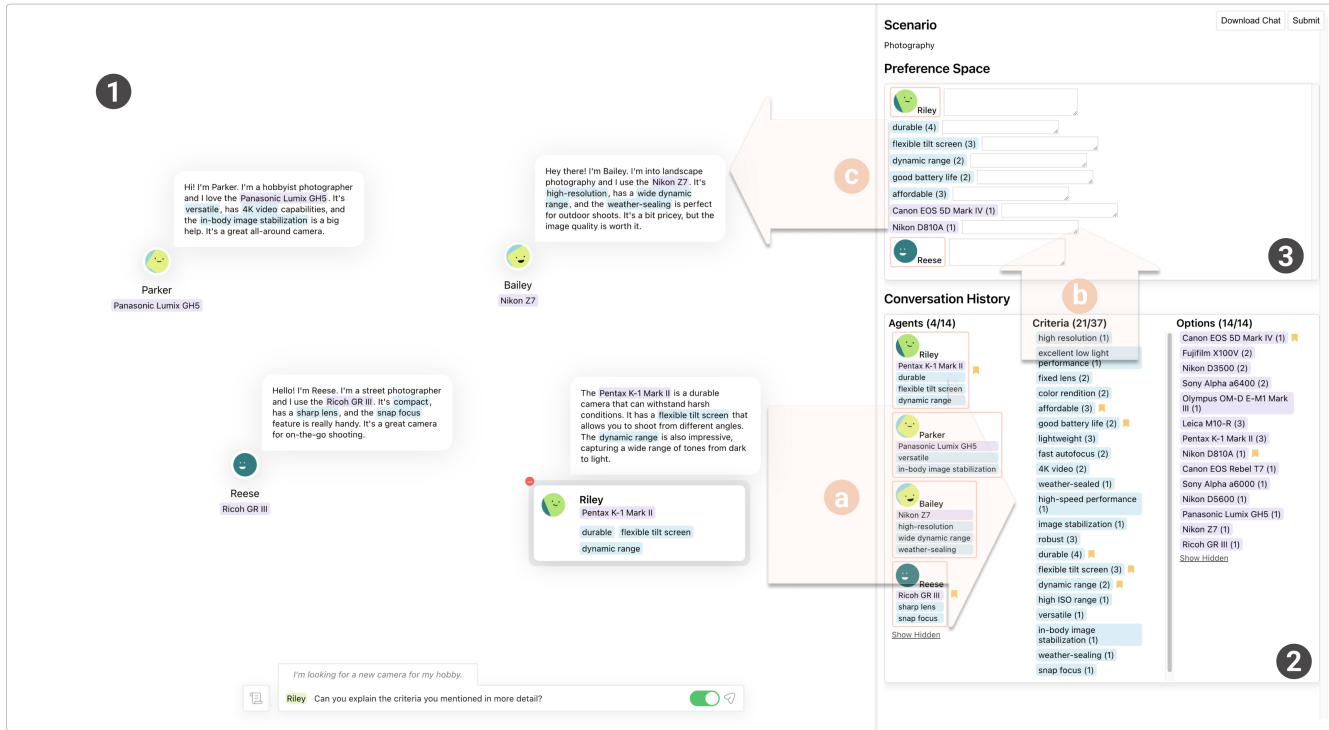 1
Hi! I'm Parker. I'm a hobbyist photographer
and I love the Panasonic Lumix GH5. It's
versatile, has 4K video capabilities, and
the in-body image stabilization is a big
help. It's a great all-around camera.
Parker
Panasonic Lumix GH5
Hey there! I'm Bailey. I'm into landscape
photography and I use the Nikon Z7. It's
high-resolution, has a wide dynamic
range, and the weather-sealing is perfect
for outdoor shoots. It's a bit pricey, but the
image quality is worth it.
Bailey
Nikon Z7
Hello! I'm Reese. I'm a street photographer
and I use the Ricoh GR III. It's compact,
has a sharp lens, and the snap focus
feature is really handy. It's a great camera
for on-the-go shooting.
Reese
Ricoh GR III
The Pentax K-1 Mark II is a durable
camera that can withstand harsh
conditions. It has a flexible tilt screen that
allows you to shoot from different angles.
The dynamic range is also impressive,
capturing a wide range of tones from dark
to light.
Riley
Pentax K-1 Mark II
durable flexible tilt screen
dynamic range
I'm looking for a new camera for my hobby.
Riley Can you explain the criteria you mentioned in more detail?
a
b
c
Download Chat Submit
Scenario
Photography
Preference Space
Riley
durable (4)
flexible tilt screen (3)
dynamic range (2)
good battery life (2)
affordable (3)
Canon EOS 5D Mark IV (1)
Nikon D810A (1)
Reese
3
Conversation History
Agents (4/14)
Riley
Pentax K-1 Mark II
durable
flexible tilt screen
dynamic range
Parker
Panasonic Lumix GH5
versatile
in-body image stabilization
Bailey
Nikon Z7
high-resolution
wide dynamic range
weather-sealing
Reese
Ricoh GR III
sharp lens
snap focus
Show Hidden
Criteria (21/37)
high resolution (1)
excellent low light
performance (1)
fixed lens (2)
color rendition (2)
affordable (3)
good battery life (2)
lightweight (3)
fast autofocus (2)
4K video (2)
weather-sealed (1)
high-speed performance
(1)
image stabilization (1)
robust (3)
durable (4)
flexible tilt screen (3)
dynamic range (2)
high ISO range (1)
versatile (1)
in-body image
stabilization (1)
weather-sealing (1)
snap focus (1)
Options (14/14)
Canon EOS 5D Mark IV (1)
Fujifilm X100V (2)
Nikon D3500 (2)
Sony Alpha a6400 (2)
Olympus OM-D E-M1 Mark
III (1)
Leica M10-R (3)
Pentax K-1 Mark II (3)
Nikon D810A (1)
Canon EOS Rebel T7 (1)
Sony Alpha a6000 (1)
Nikon D5600 (1)
Panasonic Lumix GH5 (1)
Nikon Z7 (1)
Ricoh GR III (1)
Show Hidden
2